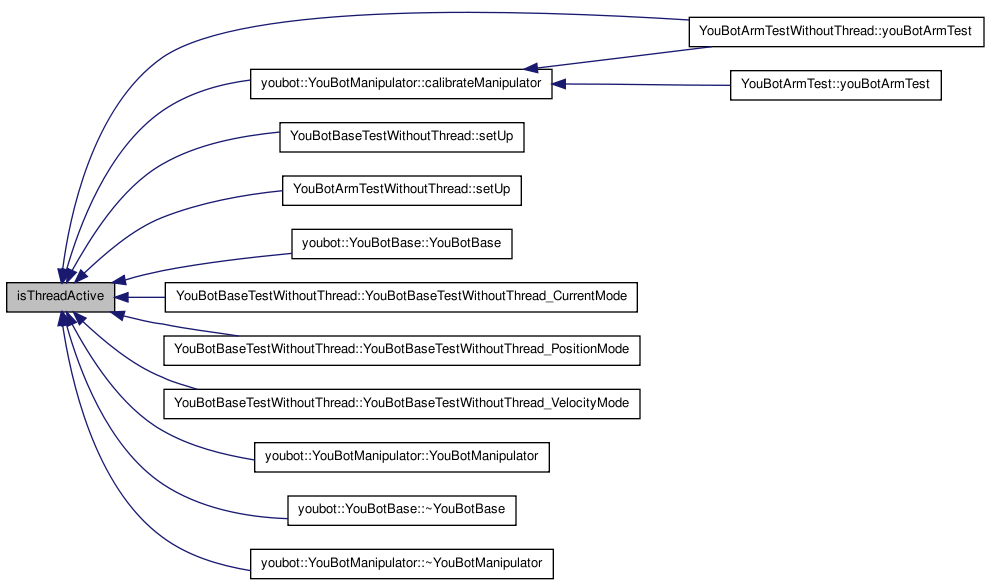 YouBotArmTestWithoutThread::youBotArmTest
youbot::YouBotManipulator::calibrateManipulator
YouBotArmTest::youBotArmTest
YouBotBaseTestWithoutThread::setUp
YouBotArmTestWithoutThread::setUp
youbot::YouBotBase::YouBotBase
isThreadActive
YouBotBaseTestWithoutThread::YouBotBaseTestWithoutThread_CurrentMode
YouBotBaseTestWithoutThread::YouBotBaseTestWithoutThread_PositionMode
YouBotBaseTestWithoutThread::YouBotBaseTestWithoutThread_VelocityMode
youbot::YouBotManipulator::YouBotManipulator
youbot::YouBotBase::~YouBotBase
youbot::YouBotManipulator::~YouBotManipulator